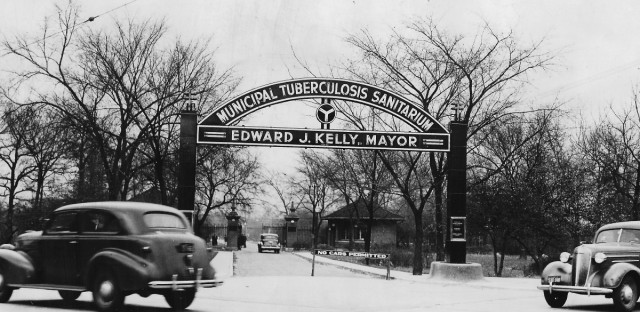 MUNICIPAL TUBERCULOSIS SANITARIUM
EDWARD J. KELLY, MAYOR
NO CARS PERMITTED